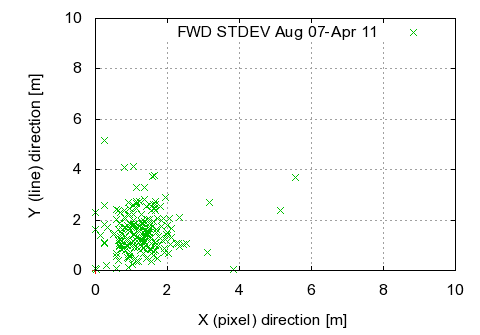 10
FWD STDEV Aug 07-Apr 11
8
6
4
2
0
Y (line) direction [m]
0 2 4 6 8 10
X (pixel) direction [m]